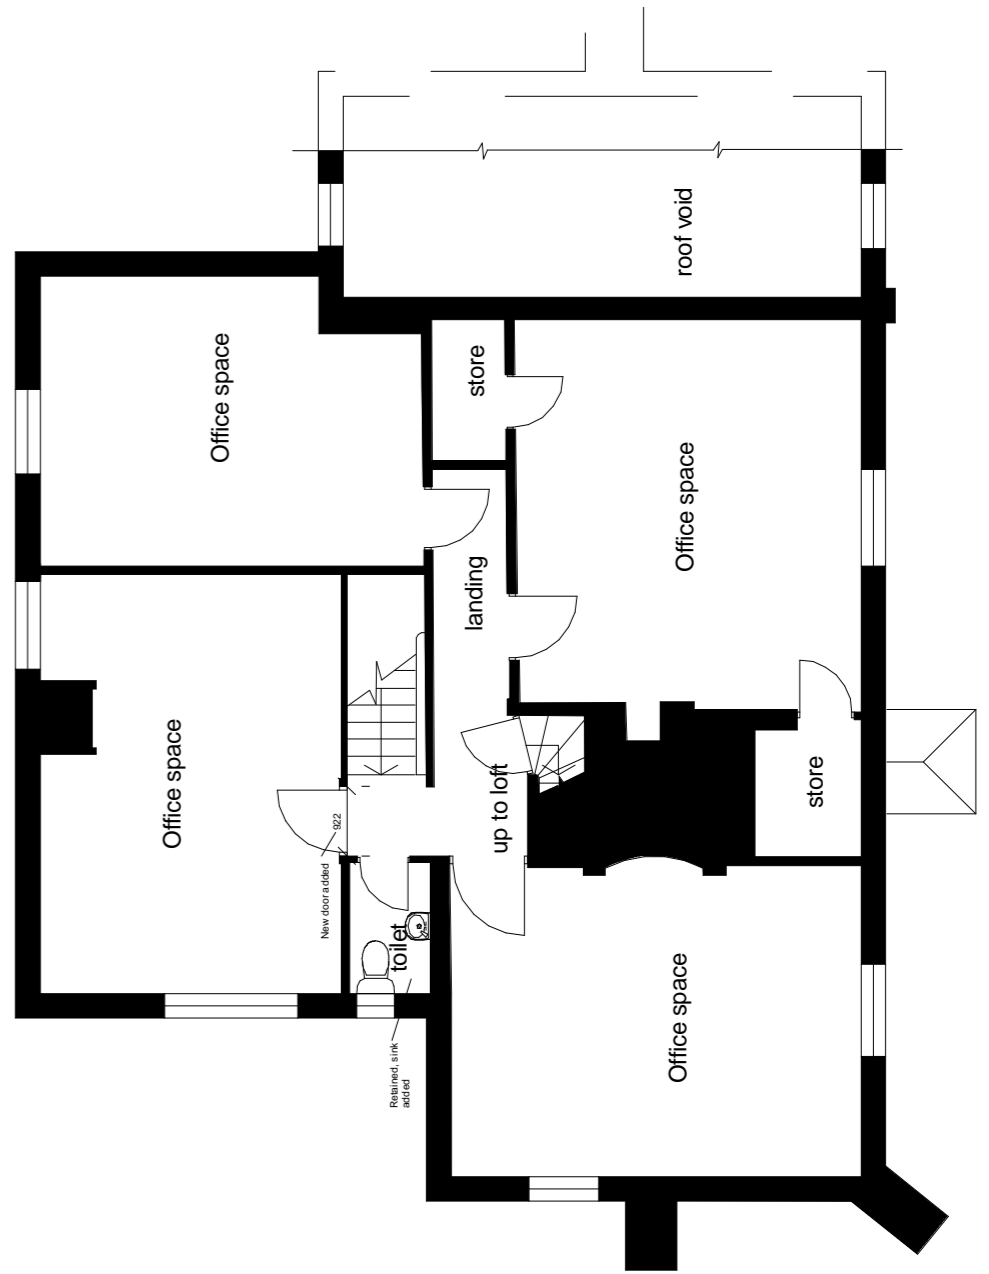 roof void
Office space
store
Office space
landing
Office space
up to loft
store
922
New door added
toilet
Office space
Retained, sink
added